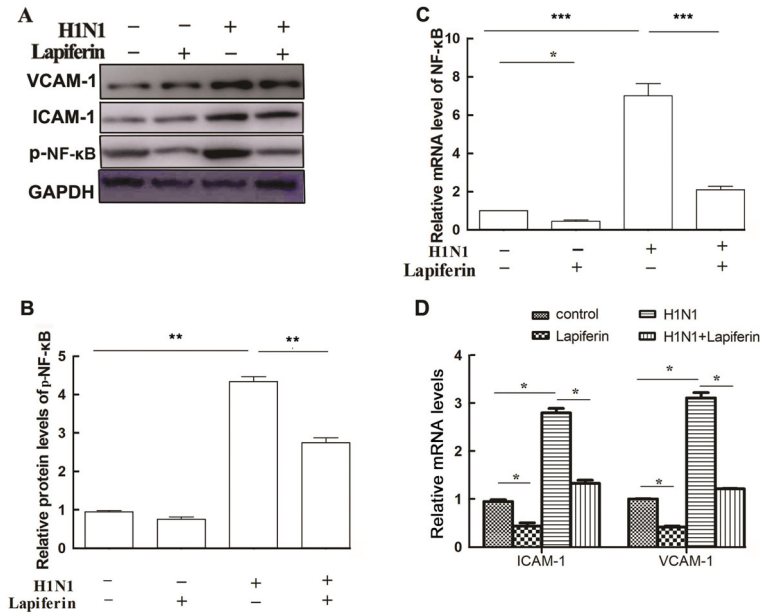 A
H1N1 − − + +
Lapiferin − + − +
VCAM-1
ICAM-1
p-NF-κB
GAPDH
B
Relative protein levels of p-NF-κB
5
4
3
2
1
0
** **
H1N1 − − + +
Lapiferin − + − +
C
Relative mRNA level of NF-κB
10
8
6
4
2
0
*** ***
*
H1N1 − − + +
Lapiferin − + − +
D
control H1N1
Lapiferin H1N1+Lapiferin
Relative mRNA levels
4
3
2
1
0
* * * *
* *
ICAM-1 VCAM-1